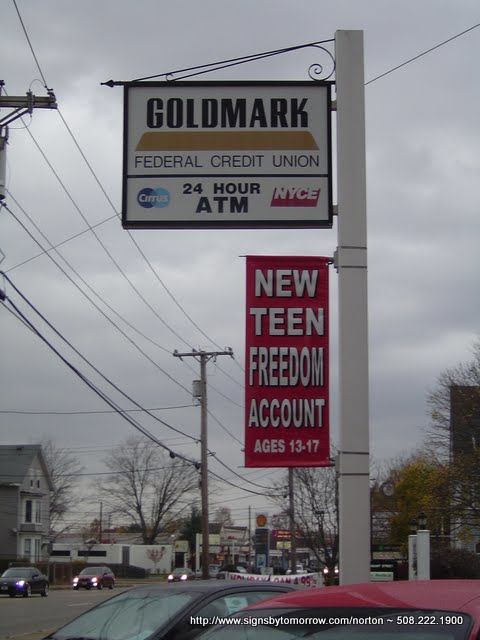 GOLDMARK
FEDERAL CREDIT UNION
Cirrus
24 HOUR
ATM
NYCE
NEW
TEEN
FREEDOM
ACCOUNT
AGES 13-17
http://www.signsbytomorrow.com/norton ~ 508.222.1900